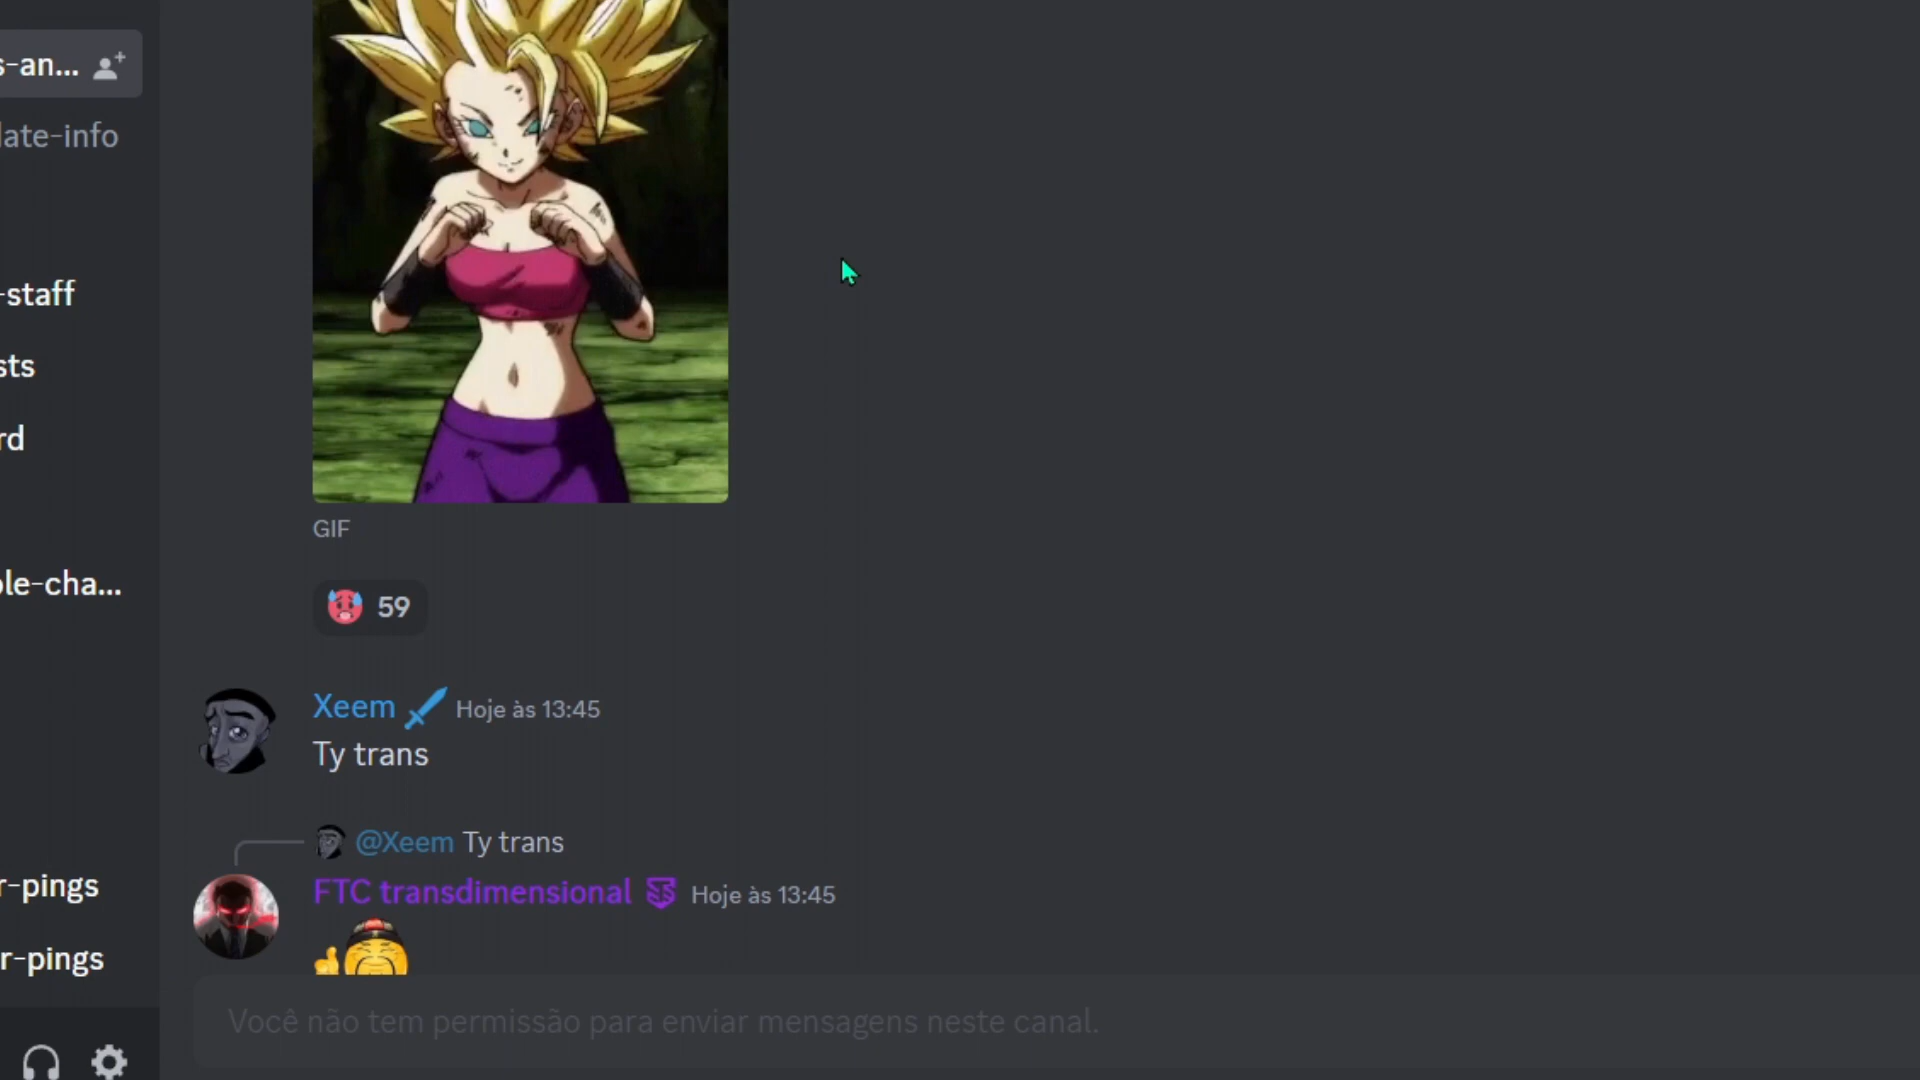 s-an...
late-info
-staff
sts
rd
ole-cha...
r-pings
r-pings
GIF
59
Xeem Hoje às 13:45
Ty trans
@Xeem Ty trans
FTC transdimensional Hoje às 13:45
Você não tem permissão para enviar mensagens neste canal.